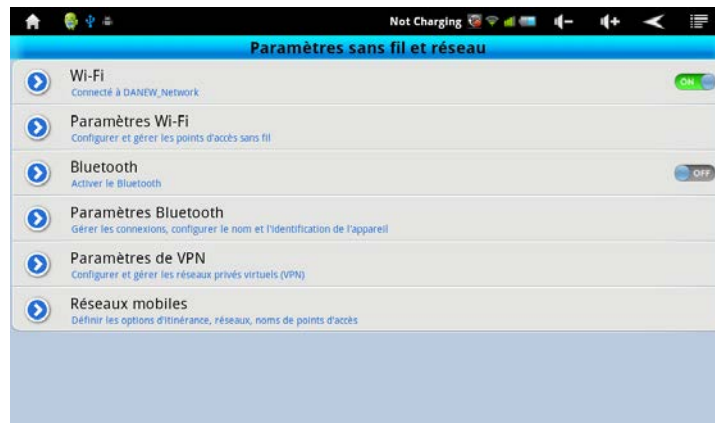 Not Charging
Paramètres sans fil et réseau
Wi-Fi
Connecté à DANEW_Network
ON
Paramètres Wi-Fi
Configurer et gérer les points d'accès sans fil
Bluetooth
Activer le Bluetooth
OFF
Paramètres Bluetooth
Gérer les connexions, configurer le nom et l'identification de l'appareil
Paramètres de VPN
Configurer et gérer les réseaux privés virtuels (VPN)
Réseaux mobiles
Définir les options d'itinérance, réseaux, noms de points d'accès